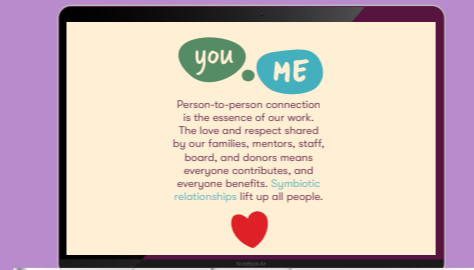 you
ME
Person-to-person connection
is the essence of our work.
The love and respect shared
by our families, mentors, staff,
board, and donors means
everyone contributes, and
everyone benefits. Symbiotic
relationships lift up all people.